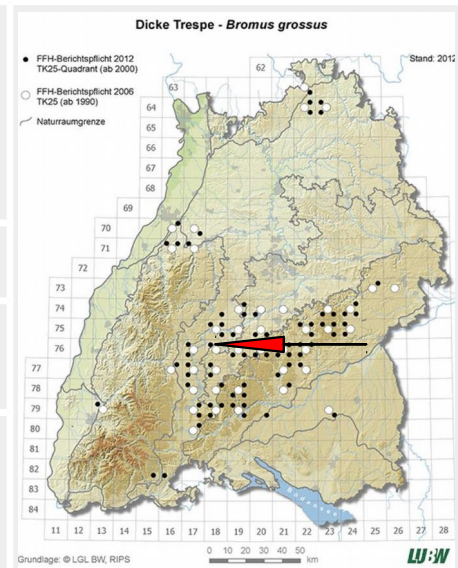 Dicke Trespe - Bromus grossus
FFH-Berichtspflicht 2012
TK25-Quadrant (ab 2000)
FFH-Berichtspflicht 2006
TK25 (ab 1990)
Naturraumgrenze
Stand: 2012
62
63
64
65
66
67
68
69
70
71
72
73
74
75
76
77
78
79
80
81
82
83
84
11 12 13 14 15 16 17 18 19 20 21 22 23 24 25 26 27 28
Bodensee
Grundlage: © LGL BW, RIPS
0 10 20 30 40 50
km
LUBW